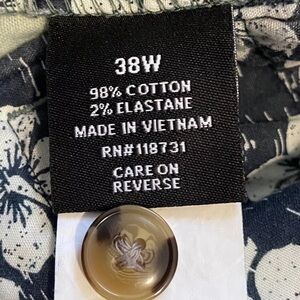 38W
98% COTTON
2% ELASTANE
MADE IN VIETNAM
RN#118731
CARE ON
REVERSE